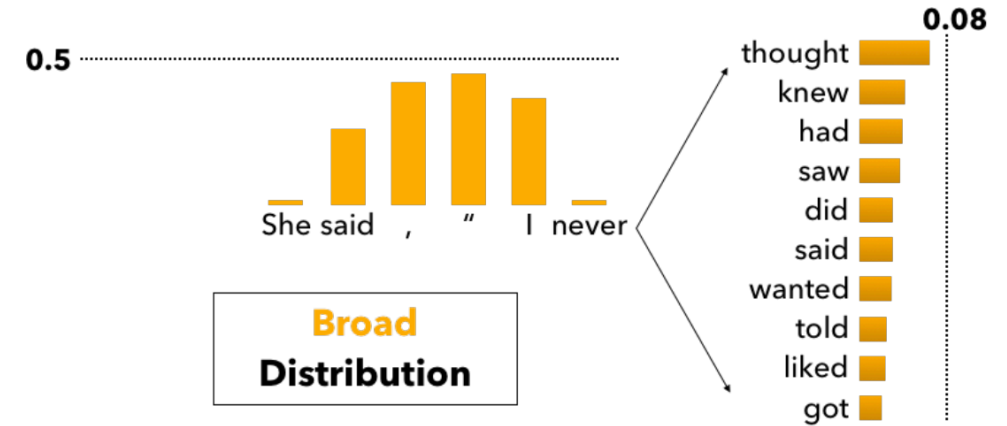 0.5
She said , “ I never
Broad
Distribution
0.08
thought
knew
had
saw
did
said
wanted
told
liked
got